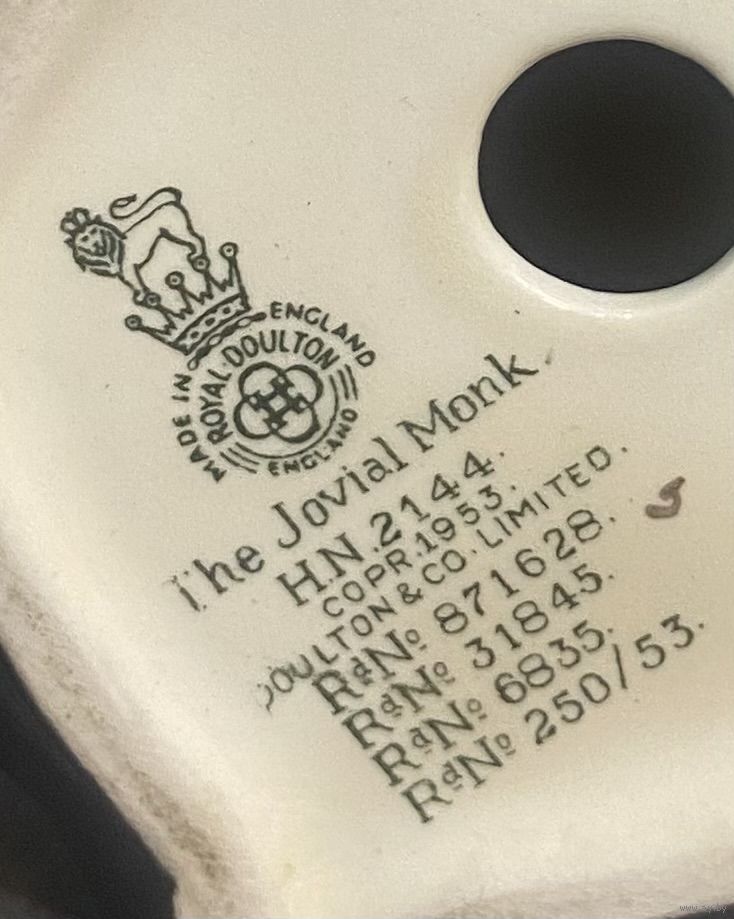 MADE IN ENGLAND
ROYAL·DOULTON
ENGLAND
The Jovial Monk.
H.N. 2144.
COPR. 1953.
DOULTON & CO. LIMITED.
RdNo 871628.
RdNo 31845.
RdNo 6835.
RdNo 250/53.